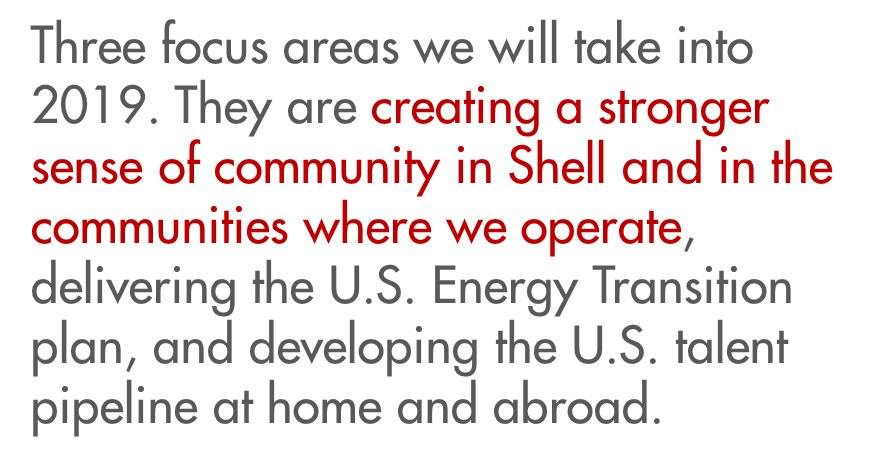 Three focus areas we will take into
2019. They are creating a stronger
sense of community in Shell and in the
communities where we operate,
delivering the U.S. Energy Transition
plan, and developing the U.S. talent
pipeline at home and abroad.